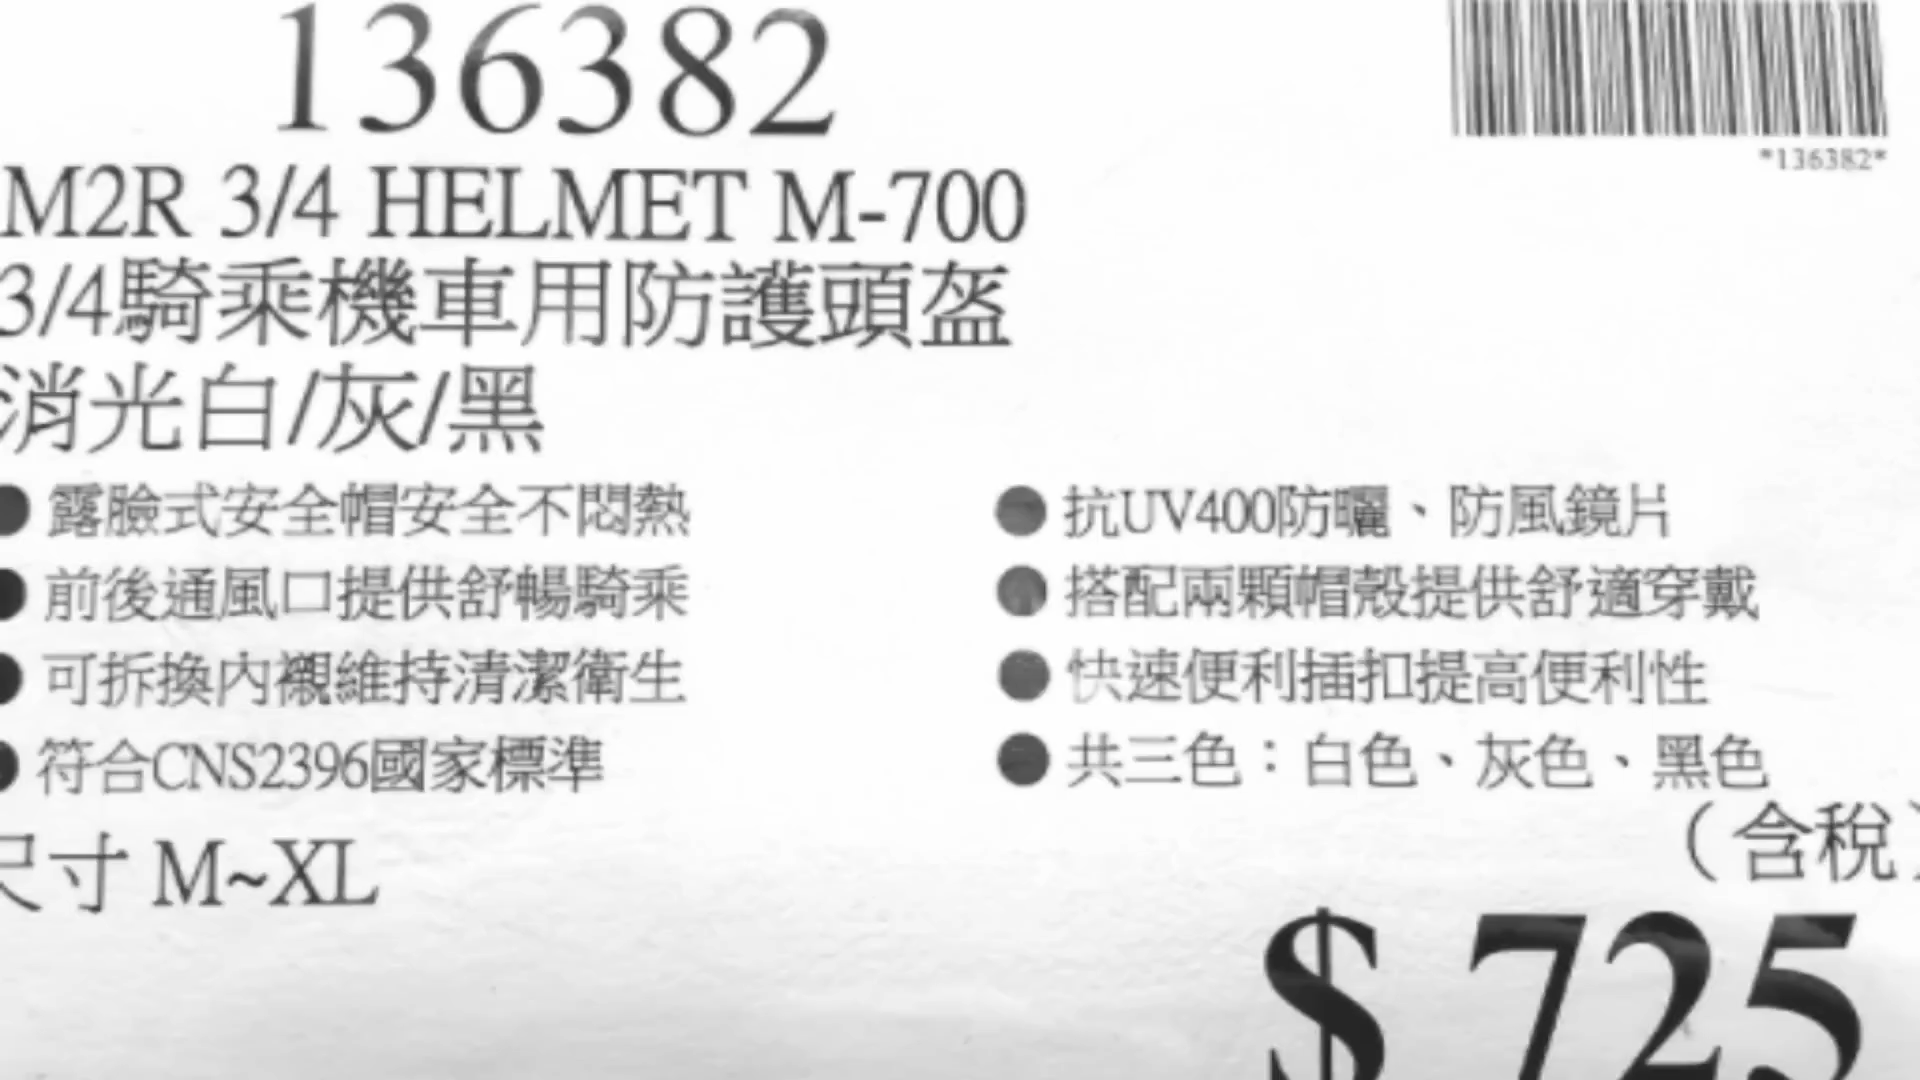 136382
*136382*
M2R 3/4 HELMET M-700
3/4騎乘機車用防護頭盔
消光白/灰/黑
● 露臉式安全帽安全不悶熱
● 抗UV400防曬、防風鏡片
● 前後通風口提供舒暢騎乘
● 搭配兩顆帽殼提供舒適穿戴
● 可拆換內襯維持清潔衛生
● 快速便利插扣提高便利性
● 符合CNS2396國家標準
● 共三色：白色、灰色、黑色
尺寸 M~XL
（含稅）
$ 725